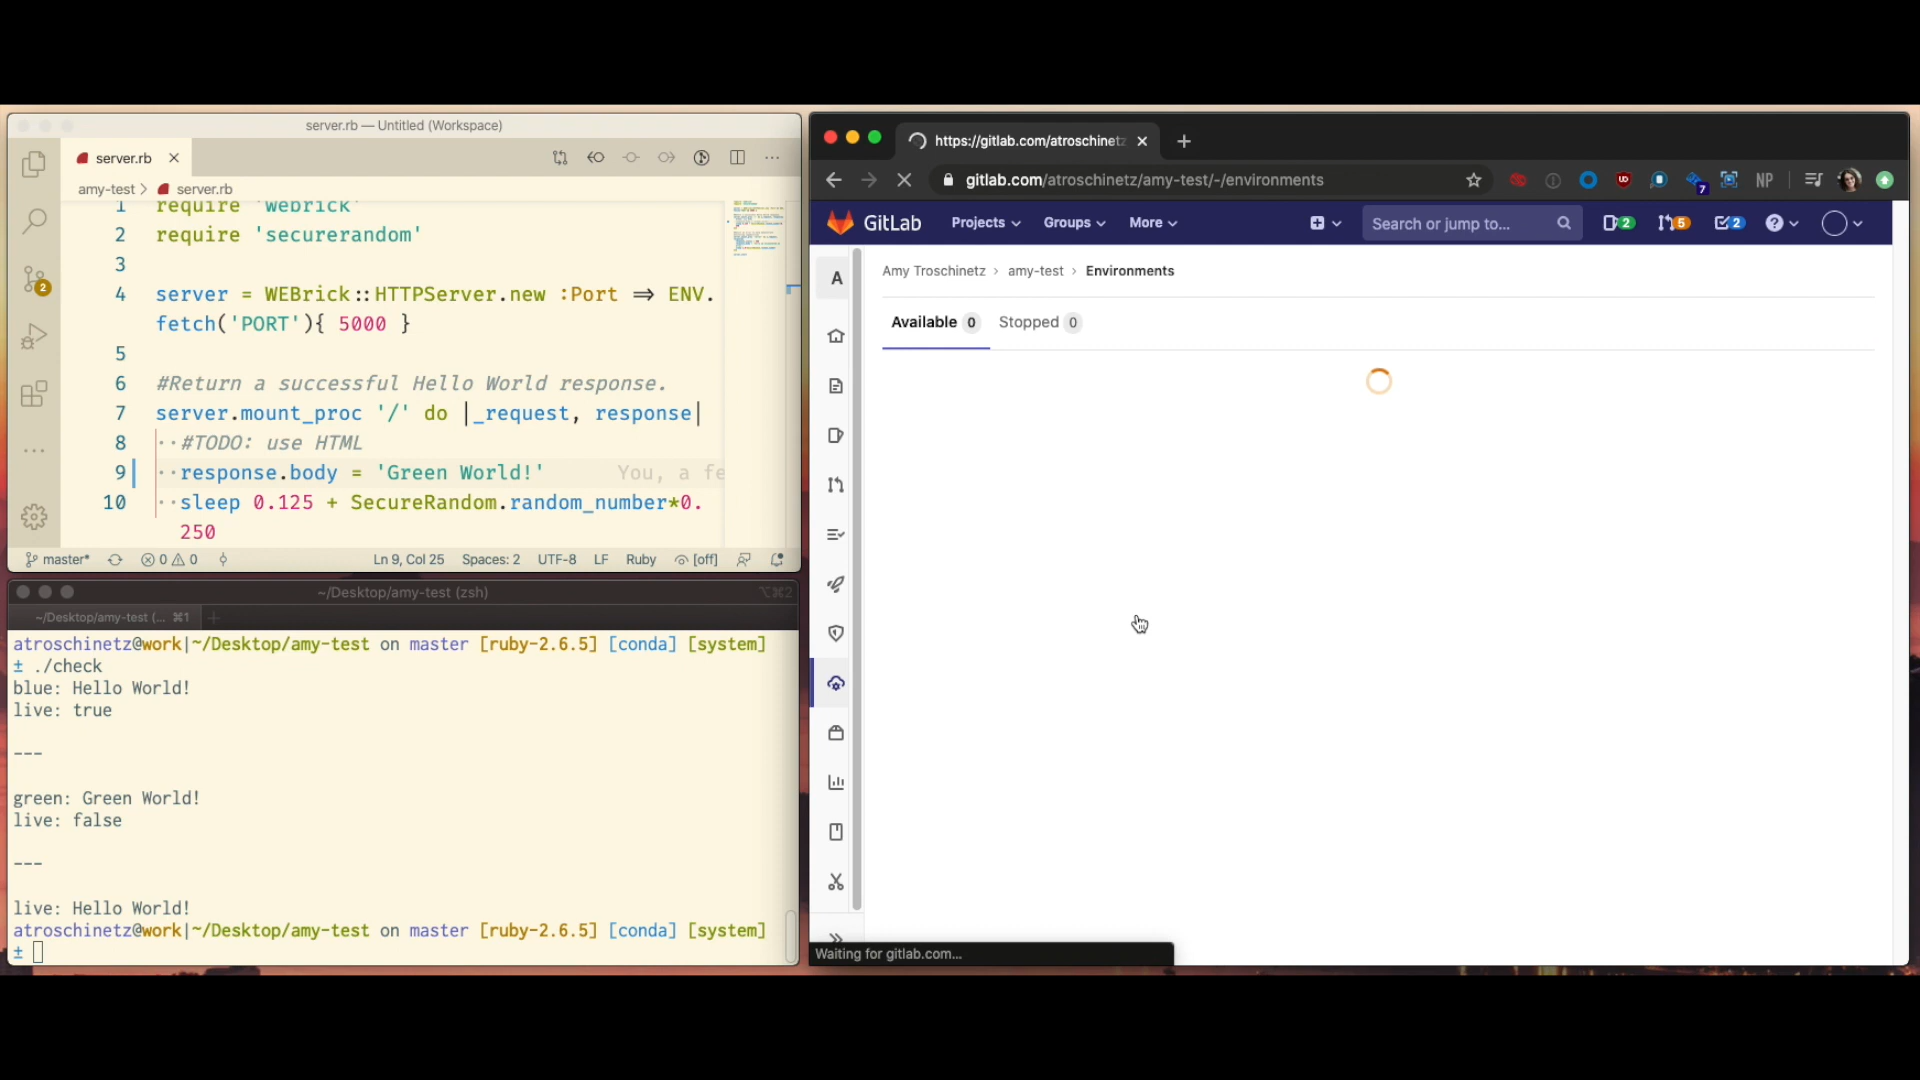 server.rb — Untitled (Workspace)
server.rb
amy-test > server.rb
1 require 'webrick'
2 require 'securerandom'
3
4 server = WEBrick::HTTPServer.new :Port ⇒ ENV.
fetch('PORT'){ 5000 }
5
6 #Return a successful Hello World response.
7 server.mount_proc '/' do |_request, response|
8 ··#TODO: use HTML
9 ··response.body = 'Green World!' You, a fe
10 ··sleep 0.125 + SecureRandom.random_number*0.
250
2
master* 0 0 Ln 9, Col 25 Spaces: 2 UTF-8 LF Ruby [off]
~/Desktop/amy-test (zsh) ⌥⌘2
~/Desktop/amy-test (... ⌘1 +
atroschinetz@work|~/Desktop/amy-test on master [ruby-2.6.5] [conda] [system]
± ./check
blue: Hello World!
live: true
---
green: Green World!
live: false
---
live: Hello World!
atroschinetz@work|~/Desktop/amy-test on master [ruby-2.6.5] [conda] [system]
±
https://gitlab.com/atroschinetz
gitlab.com/atroschinetz/amy-test/-/environments
7 NP
GitLab Projects Groups More Search or jump to... 2 5 2
A
Amy Troschinetz > amy-test > Environments
Available 0 Stopped 0
Waiting for gitlab.com...